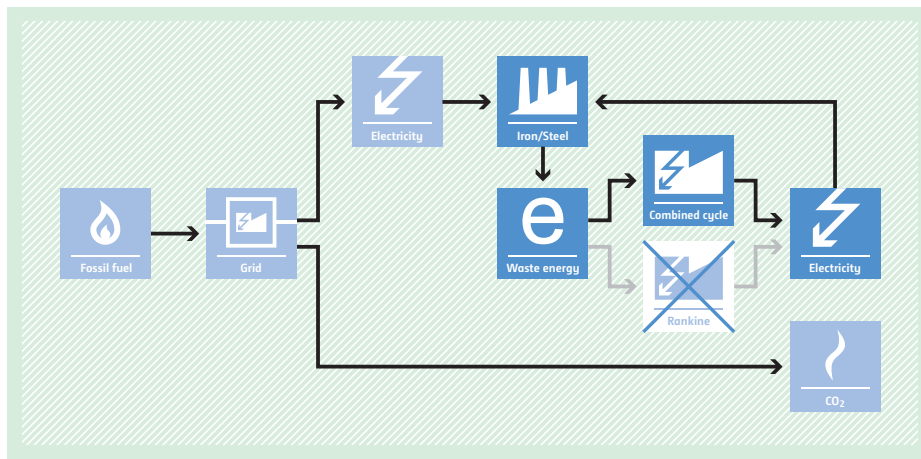 Electricity
Iron/Steel
Combined cycle
Fossil fuel
Grid
e
Waste energy
Electricity
Rankine
CO₂